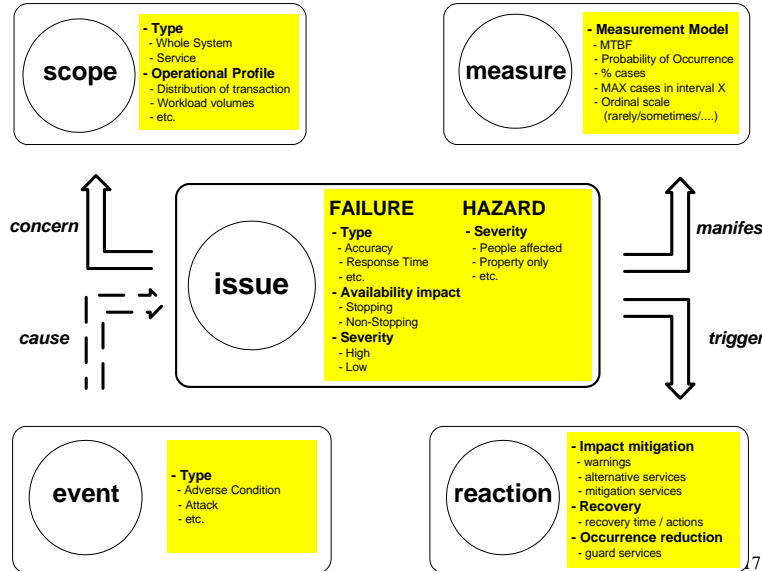 scope
- Type
- Whole System
- Service
- Operational Profile
- Distribution of transaction
- Workload volumes
- etc.
measure
- Measurement Model
- MTBF
- Probability of Occurrence
- % cases
- MAX cases in interval X
- Ordinal scale
(rarely/sometimes/....)
concern
manifes
issue
FAILURE
- Type
- Accuracy
- Response Time
- etc.
- Availability impact
- Stopping
- Non-Stopping
- Severity
- High
- Low
HAZARD
- Severity
- People affected
- Property only
- etc.
cause
trigger
event
- Type
- Adverse Condition
- Attack
- etc.
reaction
- Impact mitigation
- warnings
- alternative services
- mitigation services
- Recovery
- recovery time / actions
- Occurrence reduction
- guard services
17